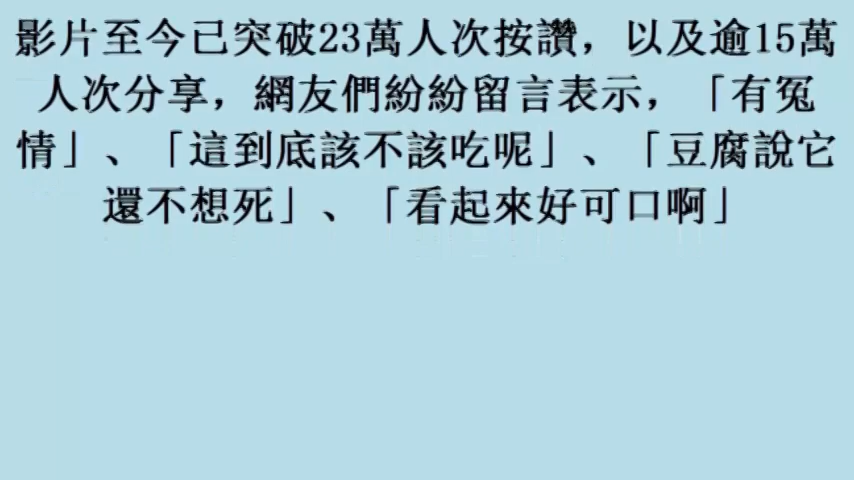 影片至今已突破23萬人次按讚，以及逾15萬
人次分享，網友們紛紛留言表示，「有冤
情」、「這到底該不該吃呢」、「豆腐說它
還不想死」、「看起來好可口啊」